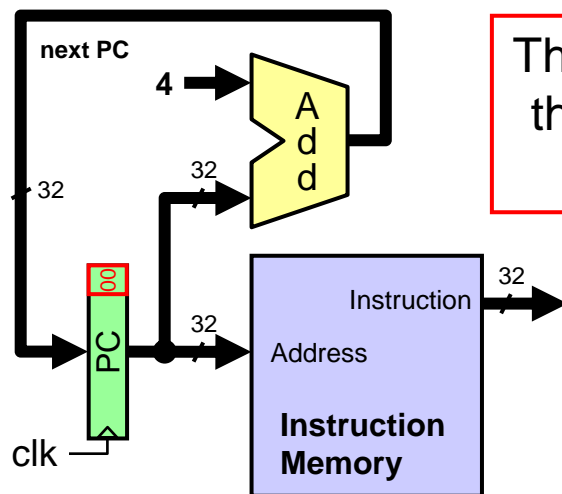 next PC
4
A
d
d
32
32
00
PC
clk
32
Address
Instruction
32
Instruction
Memory